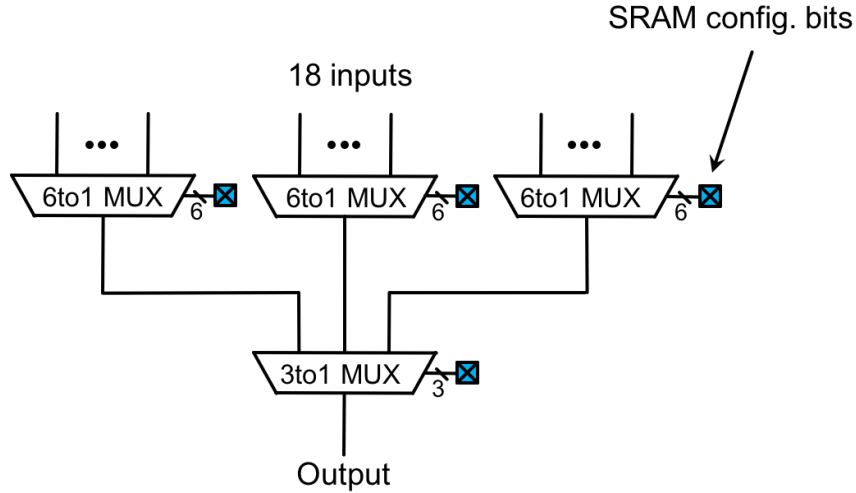 SRAM config. bits
18 inputs
•••
•••
•••
6to1 MUX
6
6to1 MUX
6
6to1 MUX
6
3to1 MUX
3
Output